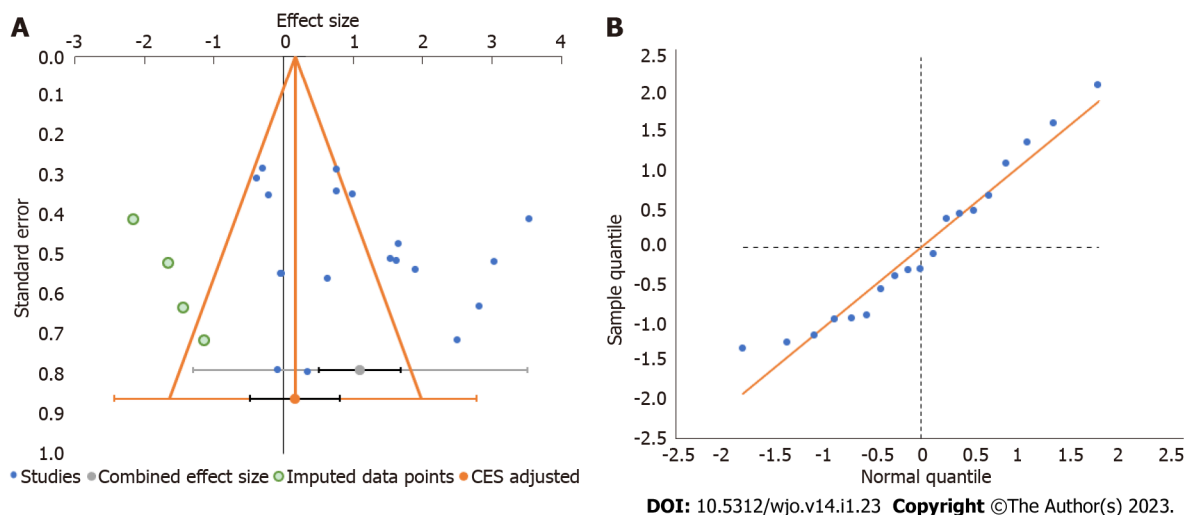 A
Effect size
-3 -2 -1 0 1 2 3 4
0.0
0.1
0.2
0.3
0.4
0.5
0.6
0.7
0.8
0.9
1.0
Standard error
Studies Combined effect size Imputed data points CES adjusted
B
2.5
2.0
1.5
1.0
0.5
0.0
-0.5
-1.0
-1.5
-2.0
-2.5
Sample quantile
-2.5 -2 -1.5 -1 -0.5 0 0.5 1 1.5 2 2.5
Normal quantile
DOI: 10.5312/wjo.v14.i1.23 Copyright ©The Author(s) 2023.